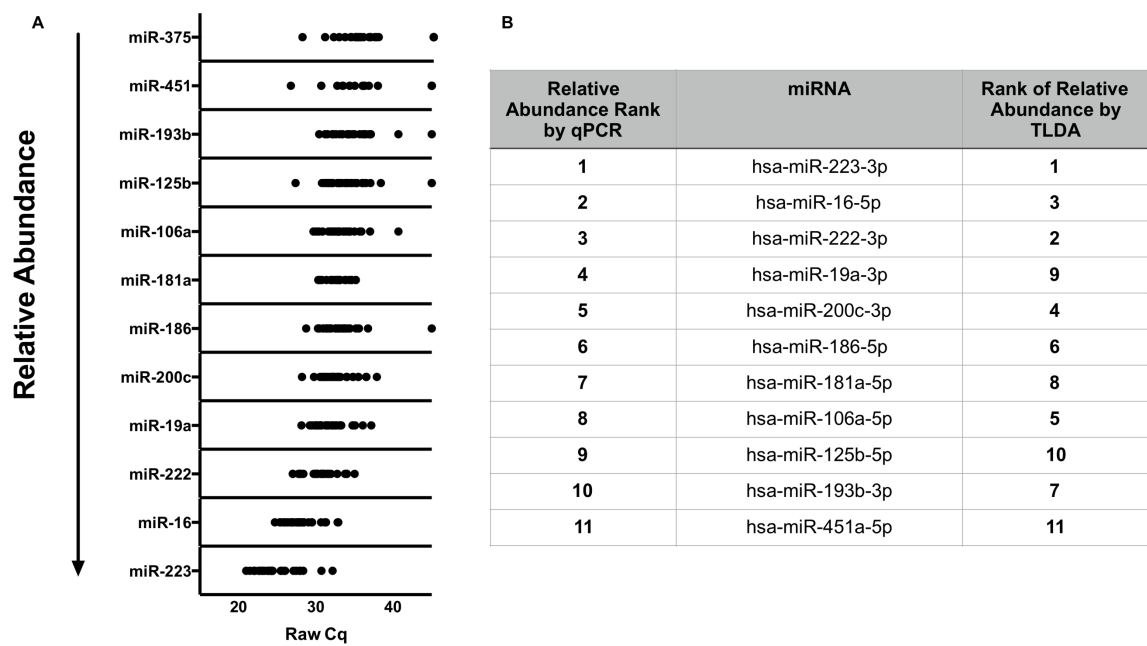 A
Relative Abundance
miR-375
miR-451
miR-193b
miR-125b
miR-106a
miR-181a
miR-186
miR-200c
miR-19a
miR-222
miR-16
miR-223
20 30 40
Raw Cq
B
Relative Abundance Rank by qPCR miRNA Rank of Relative Abundance by TLDA
1 hsa-miR-223-3p 1
2 hsa-miR-16-5p 3
3 hsa-miR-222-3p 2
4 hsa-miR-19a-3p 9
5 hsa-miR-200c-3p 4
6 hsa-miR-186-5p 6
7 hsa-miR-181a-5p 8
8 hsa-miR-106a-5p 5
9 hsa-miR-125b-5p 10
10 hsa-miR-193b-3p 7
11 hsa-miR-451a-5p 11